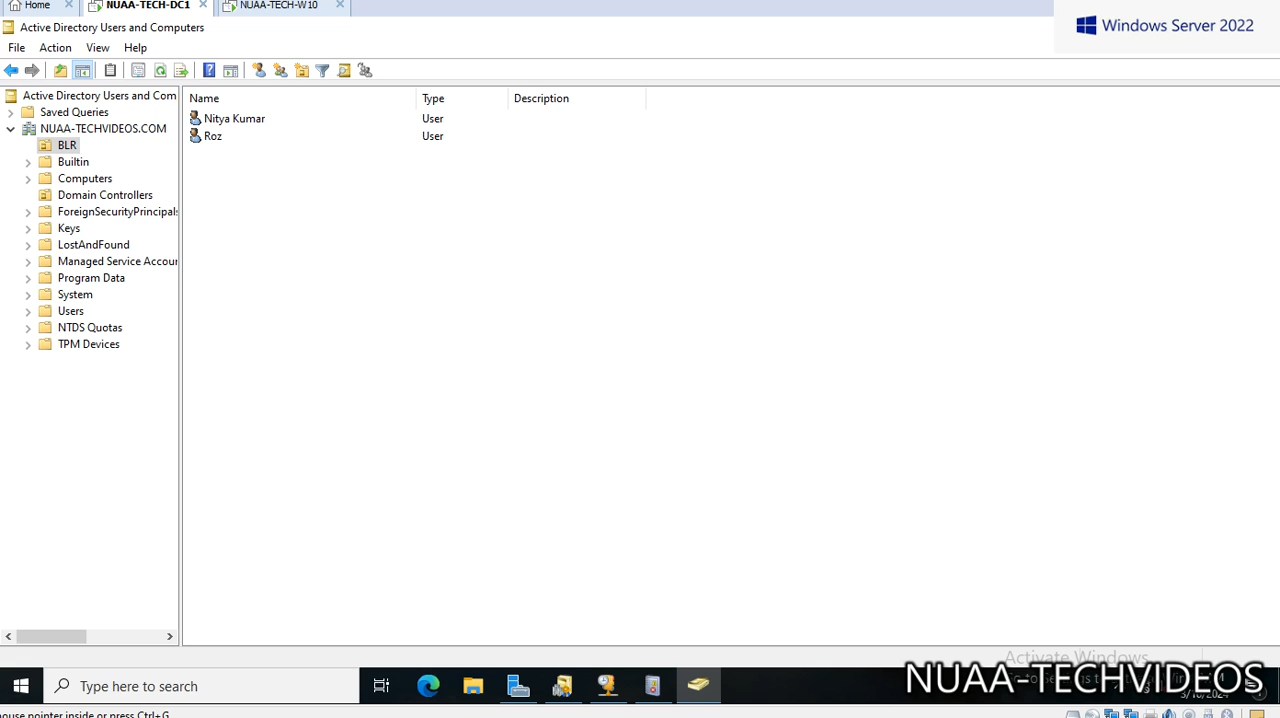 Home
NUAA-TECH-DC1
NUAA-TECH-W10
Active Directory Users and Computers
Windows Server 2022
File Action View Help
Active Directory Users and Com
Name Type Description
Saved Queries
Nitya Kumar User
NUAA-TECHVIDEOS.COM
Roz User
BLR
Builtin
Computers
Domain Controllers
ForeignSecurityPrincipals
Keys
LostAndFound
Managed Service Accour
Program Data
System
Users
NTDS Quotas
TPM Devices
Activate Windows
Type here to search
NUAA-TECHVIDEOS
ouse pointer inside or press Ctrl+G